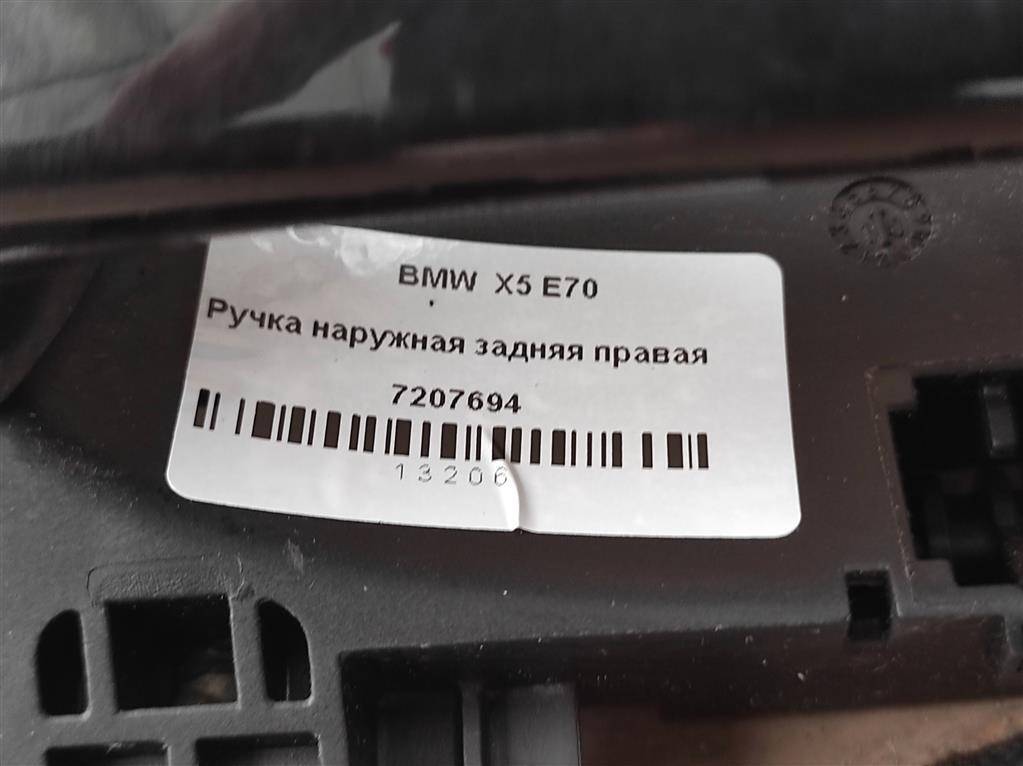 BMW X5 E70
Ручка наружная задняя правая
7207694
13206